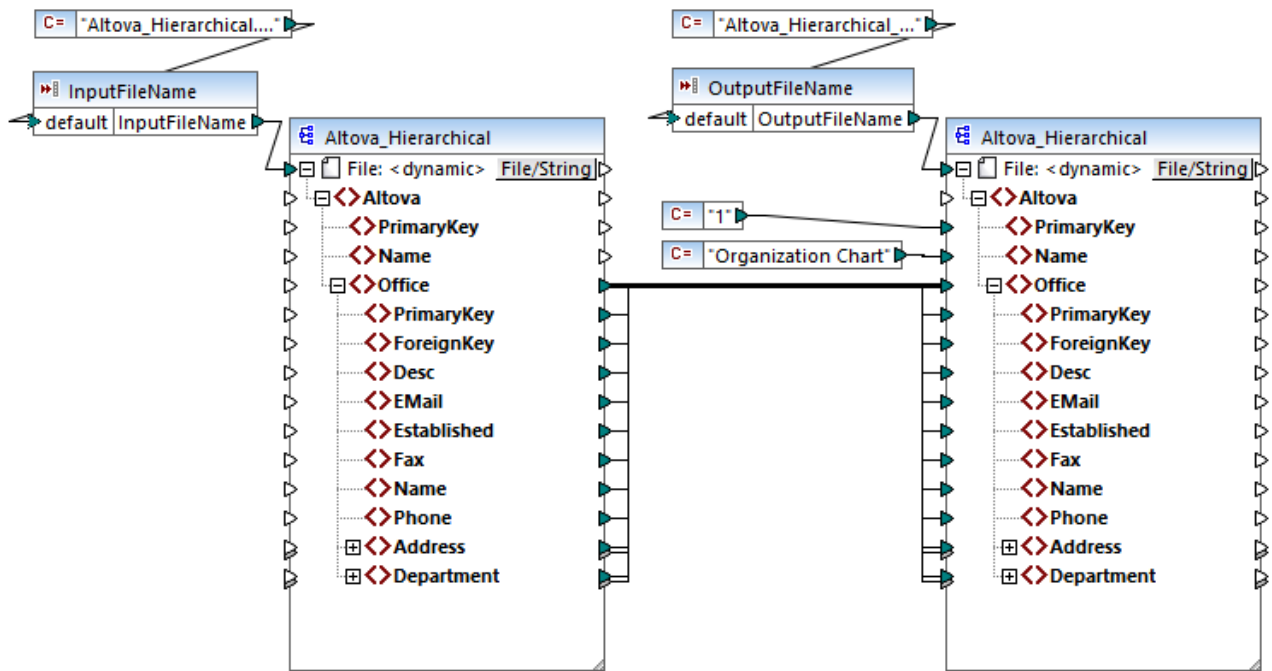 C= "Altova_Hierarchical...."
C= "Altova_Hierarchical_..."
InputFileName
default InputFileName
OutputFileName
default OutputFileName
Altova_Hierarchical
File: <dynamic> File/String
Altova
PrimaryKey
Name
Office
PrimaryKey
ForeignKey
Desc
EMail
Established
Fax
Name
Phone
Address
Department
C= "1"
C= "Organization Chart"
Altova_Hierarchical
File: <dynamic> File/String
Altova
PrimaryKey
Name
Office
PrimaryKey
ForeignKey
Desc
EMail
Established
Fax
Name
Phone
Address
Department